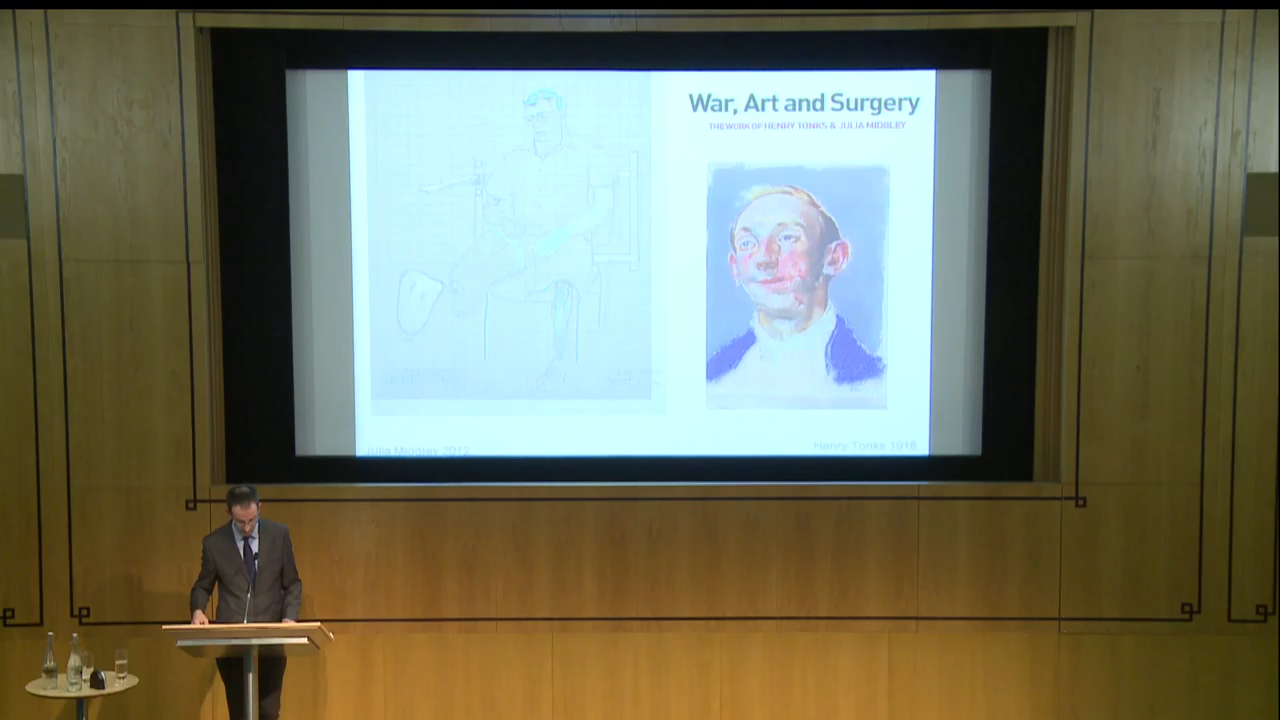 War, Art and Surgery
THE WORK OF HENRY TONKS & JULIA MIDGLEY
Julia Midgley 2012
Henry Tonks 1916